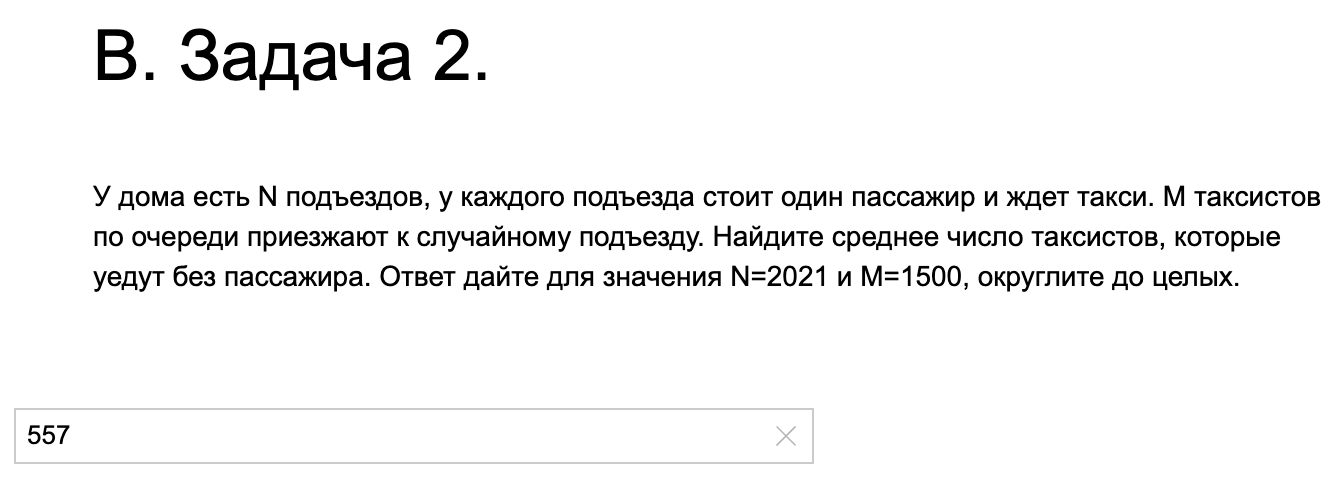 В. Задача 2.
У дома есть N подъездов, у каждого подъезда стоит один пассажир и ждет такси. М таксистов
по очереди приезжают к случайному подъезду. Найдите среднее число таксистов, которые
уедут без пассажира. Ответ дайте для значения N=2021 и M=1500, округлите до целых.
557